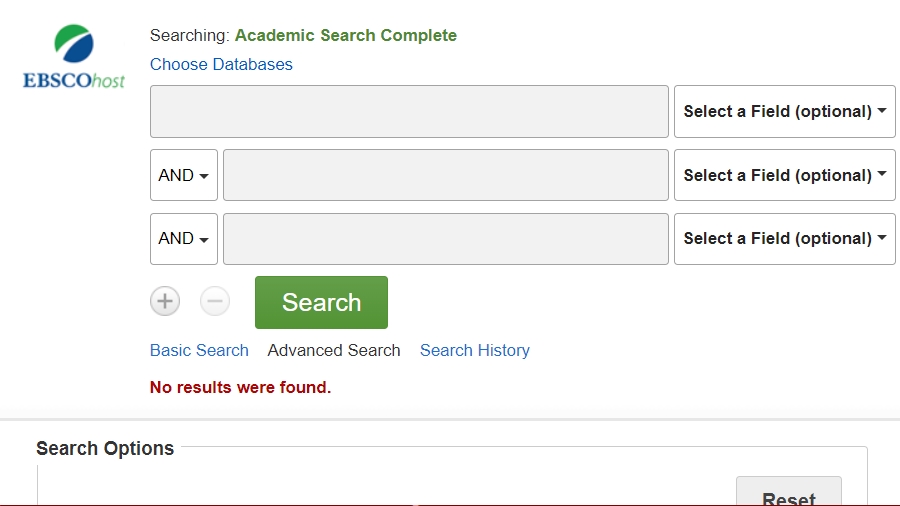 Searching: Academic Search Complete
EBSCOhost
Choose Databases
Select a Field (optional)
AND
Select a Field (optional)
AND
Select a Field (optional)
Search
Basic Search Advanced Search Search History
No results were found.
Search Options
Reset